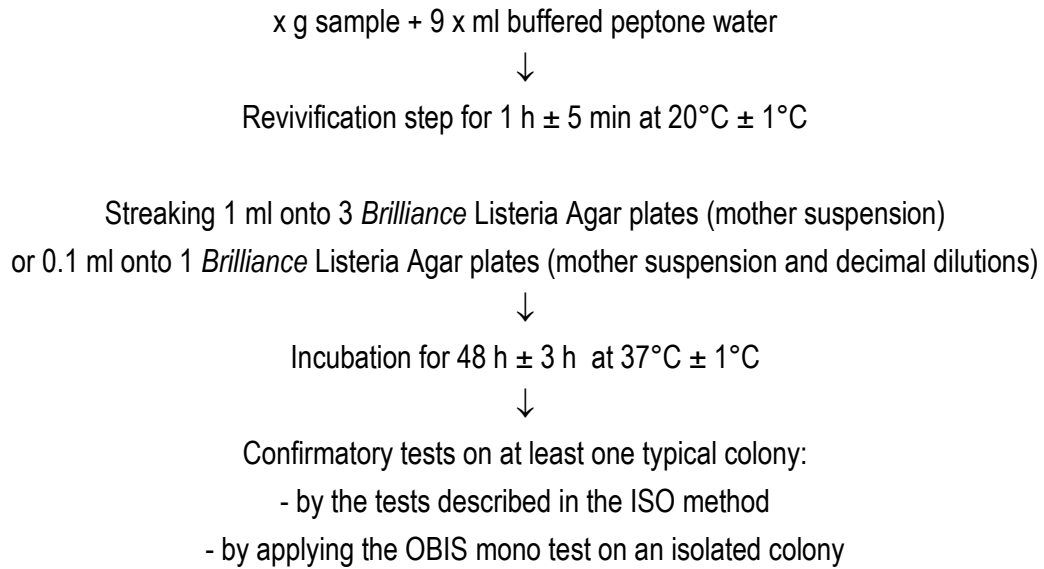 x g sample + 9 x ml buffered peptone water
↓
Revivification step for 1 h ± 5 min at 20°C ± 1°C
Streaking 1 ml onto 3 Brilliance Listeria Agar plates (mother suspension)
or 0.1 ml onto 1 Brilliance Listeria Agar plates (mother suspension and decimal dilutions)
↓
Incubation for 48 h ± 3 h at 37°C ± 1°C
↓
Confirmatory tests on at least one typical colony:
- by the tests described in the ISO method
- by applying the OBIS mono test on an isolated colony